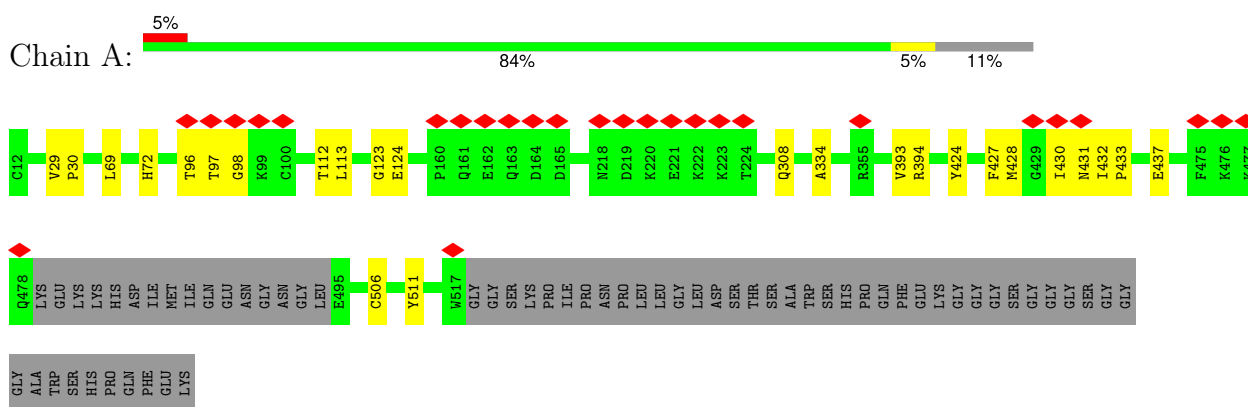 5%
Chain A:
84% 5% 11%
C12 V29 P30 L69 H72 T96 T97 G98 K99 C100 T112 L113 G123 E124 P160 Q161 E162 Q163 D164 D165 N218 D219 K220 E221 K222 K223 T224 Q308 A334 R355 V393 R394 Y424 F427 M428 G429 I430 N431 I432 P433 E437 F475 K476 K477
Q478 LYS GLU LYS LYS HIS ASP ILE MET ILE GLN GLU ASN GLY ASN GLY LEU E495 C506 Y511 W517 GLY GLY SER LYS PRO ILE PRO ASN PRO LEU LEU GLY LEU ASP SER THR SER ALA TRP SER HIS PRO GLN PHE GLU LYS GLY GLY GLY SER GLY GLY GLY SER GLY GLY
GLY ALA TRP SER HIS PRO GLN PHE GLU LYS